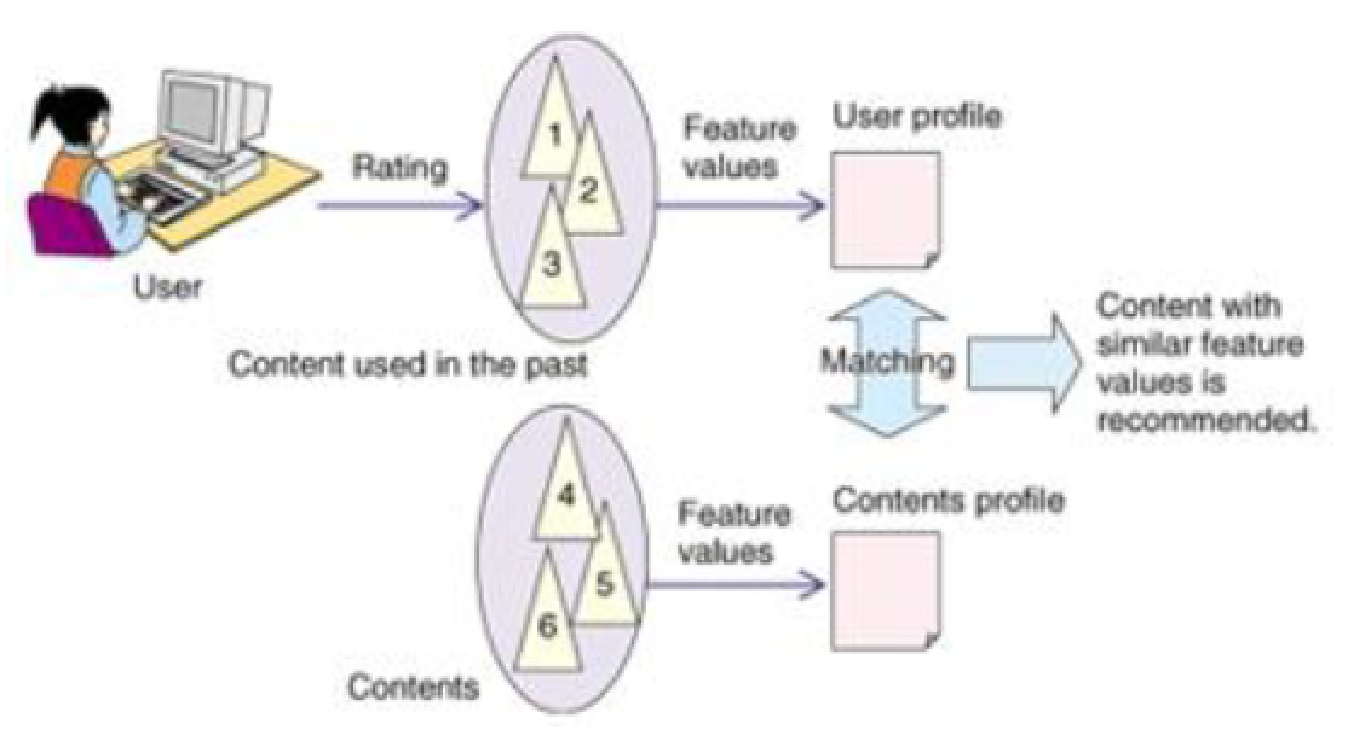 User
Rating
1
2
3
Content used in the past
Feature
values
User profile
Matching
Content with
similar feature
values is
recommended.
4
5
6
Contents
Feature
values
Contents profile